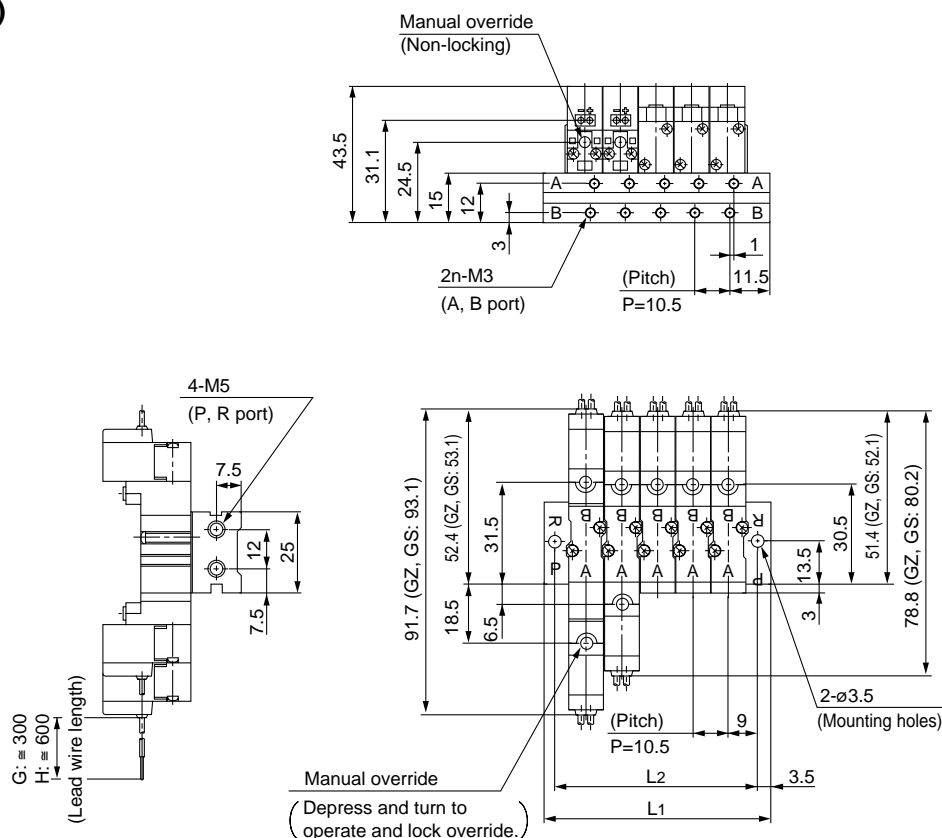 )
Manual override
(Non-locking)
43.5
31.1
24.5
15
12
3
A
A
B
B
1
11.5
2n-M3
(A, B port)
(Pitch)
P=10.5
4-M5
(P, R port)
7.5
12
25
7.5
G: ≅ 300
H: ≅ 600
(Lead wire length)
91.7 (GZ, GS: 93.1)
52.4 (GZ, GS: 53.1)
31.5
18.5
6.5
R
P
B
B
B
B
B
A
A
A
A
A
R
P
13.5
3
30.5
51.4 (GZ, GS: 52.1)
78.8 (GZ, GS: 80.2)
2-ø3.5
(Mounting holes)
(Pitch)
P=10.5
9
L2
3.5
L1
Manual override
(Depress and turn to
operate and lock override.)